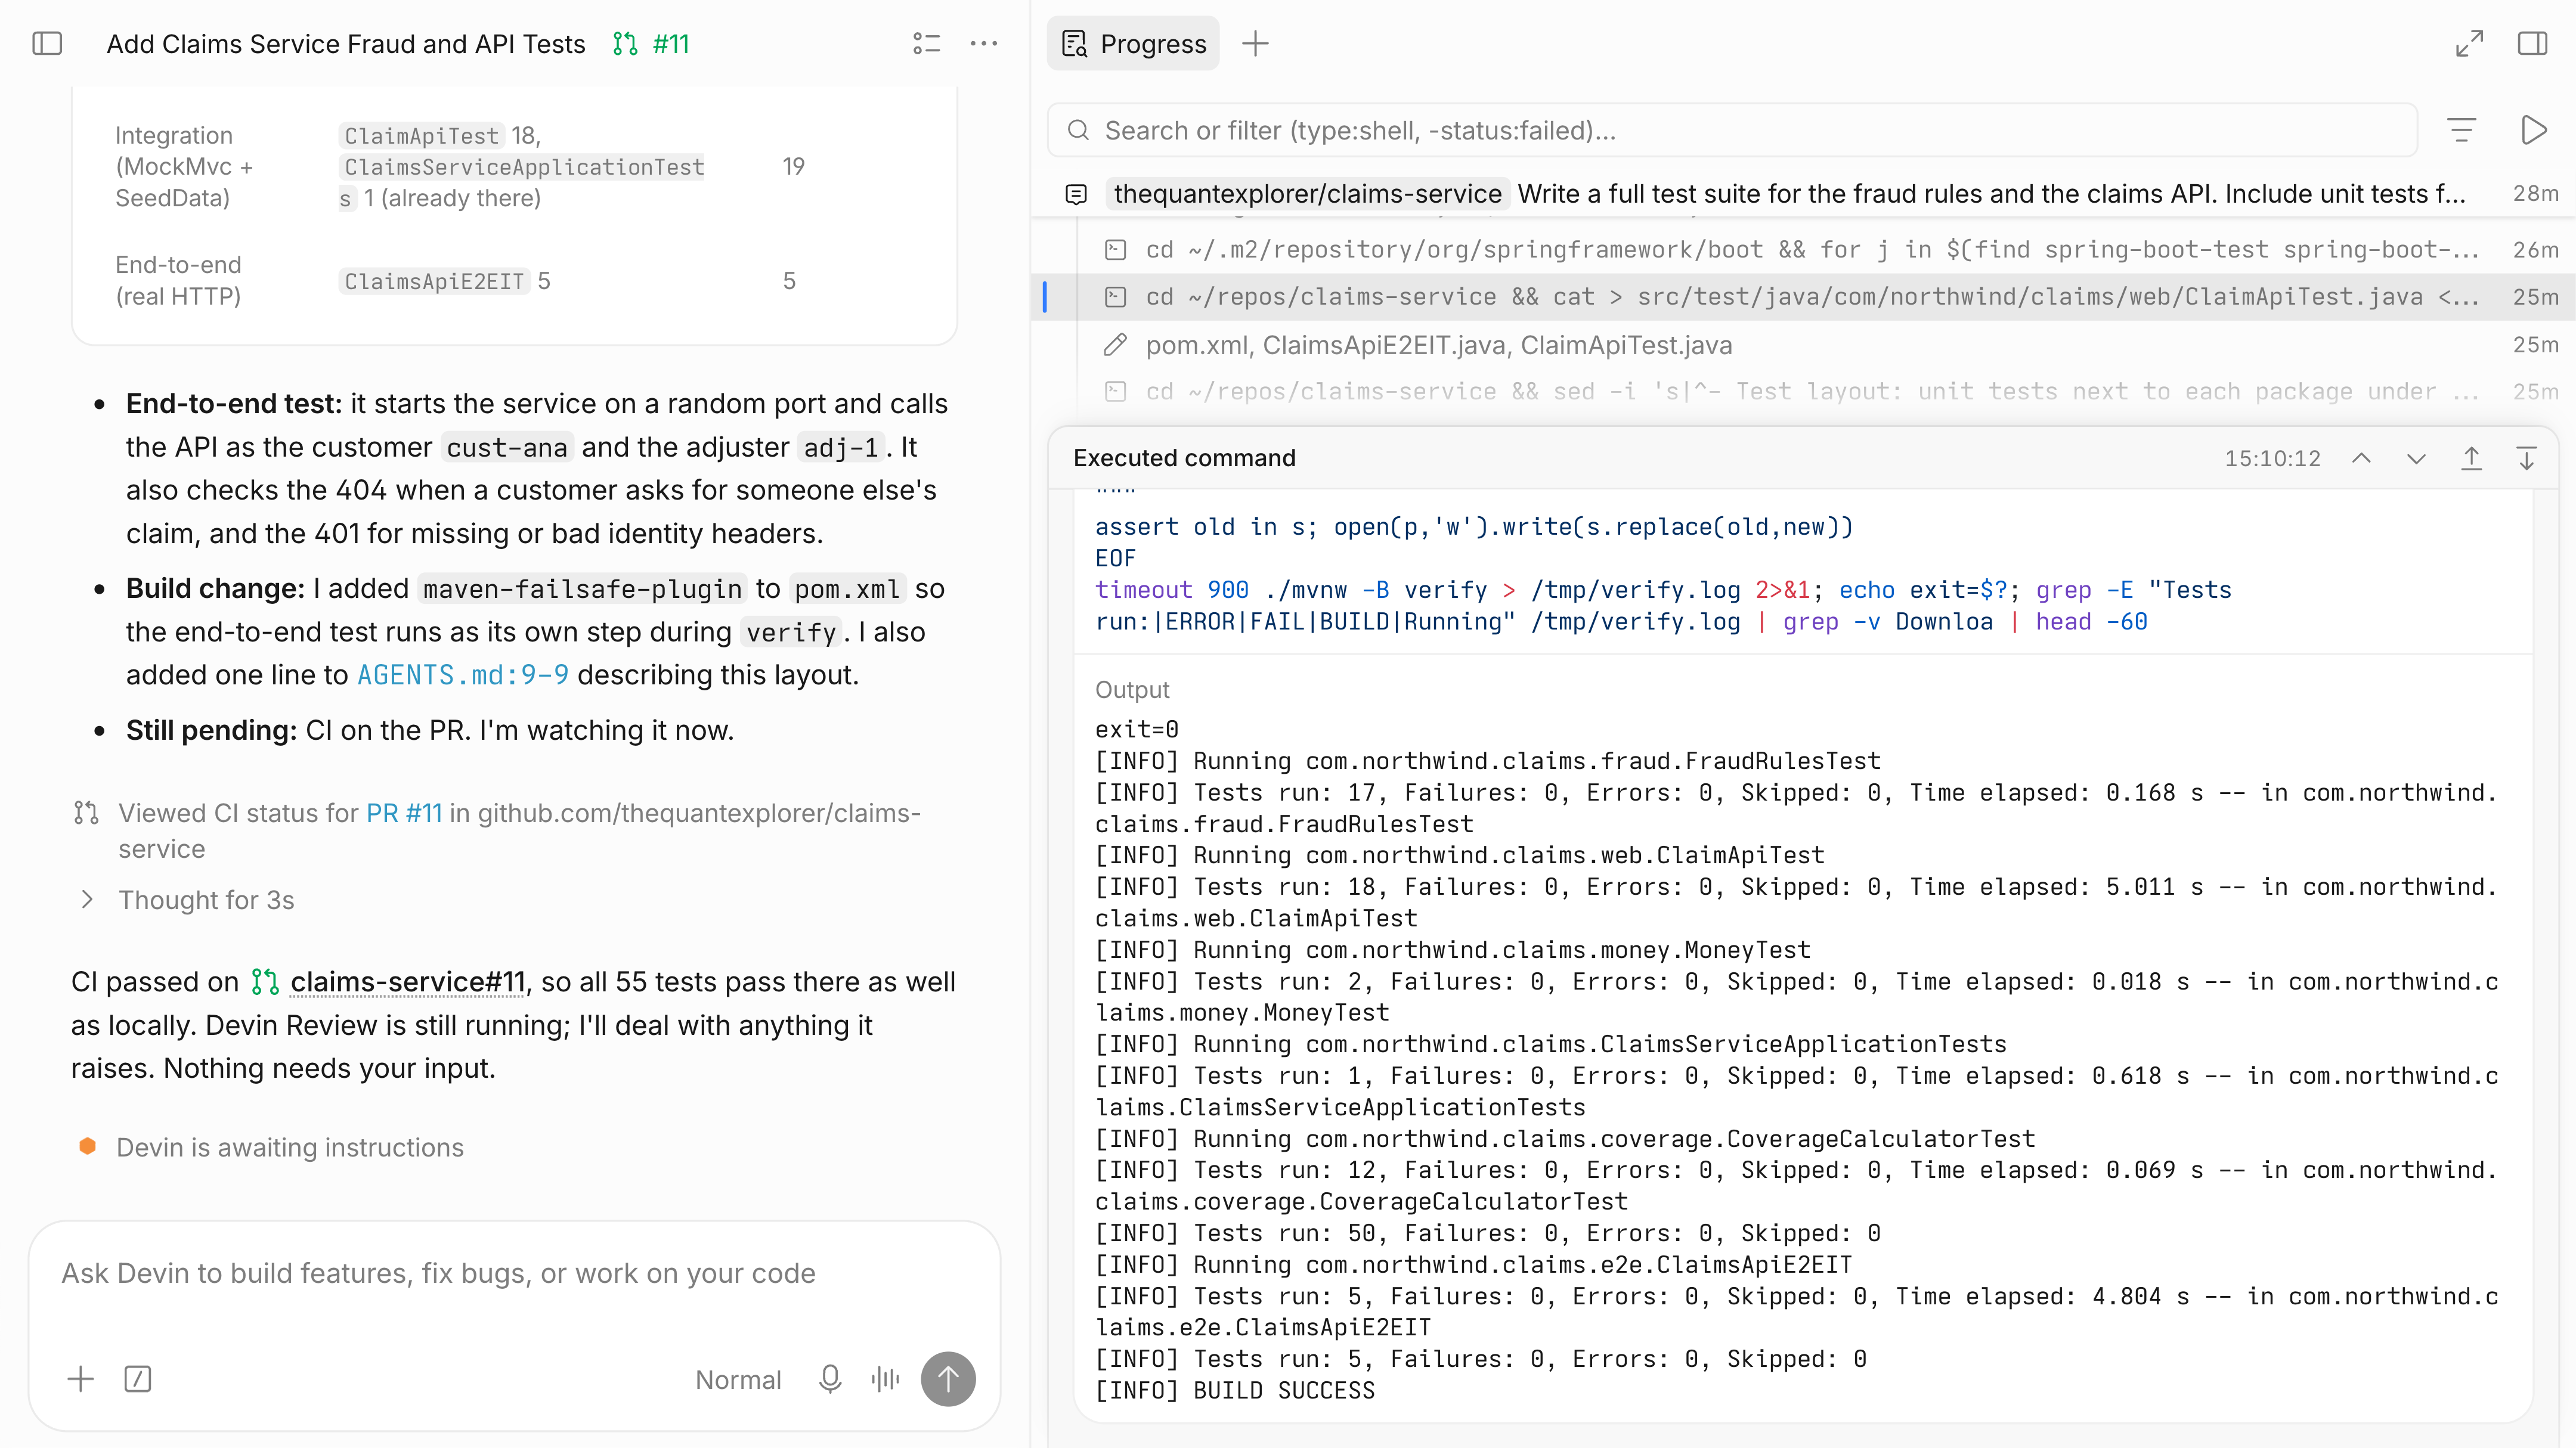 Add Claims Service Fraud and API Tests #11
Integration
(MockMvc +
SeedData)
ClaimApiTest 18,
ClaimsServiceApplicationTest
s 1 (already there)
19
End-to-end
(real HTTP)
ClaimsApiE2EIT 5
5
• End-to-end test: it starts the service on a random port and calls
the API as the customer cust-ana and the adjuster adj-1. It
also checks the 404 when a customer asks for someone else's
claim, and the 401 for missing or bad identity headers.
• Build change: I added maven-failsafe-plugin to pom.xml so
the end-to-end test runs as its own step during verify. I also
added one line to AGENTS.md:9-9 describing this layout.
• Still pending: CI on the PR. I'm watching it now.
Viewed CI status for PR #11 in github.com/thequantexplorer/claims-
service
Thought for 3s
CI passed on claims-service#11, so all 55 tests pass there as well
as locally. Devin Review is still running; I'll deal with anything it
raises. Nothing needs your input.
Devin is awaiting instructions
Ask Devin to build features, fix bugs, or work on your code
Normal
Progress
Search or filter (type:shell, -status:failed)...
thequantexplorer/claims-service Write a full test suite for the fraud rules and the claims API. Include unit tests f... 28m
cd ~/.m2/repository/org/springframework/boot && for j in $(find spring-boot-test spring-boot-... 26m
cd ~/repos/claims-service && cat > src/test/java/com/northwind/claims/web/ClaimApiTest.java <... 25m
pom.xml, ClaimsApiE2EIT.java, ClaimApiTest.java 25m
cd ~/repos/claims-service && sed -i 's|^- Test layout: unit tests next to each package under ... 25m
Executed command 15:10:12
assert old in s; open(p,'w').write(s.replace(old,new))
EOF
timeout 900 ./mvnw -B verify > /tmp/verify.log 2>&1; echo exit=$?; grep -E "Tests
run:|ERROR|FAIL|BUILD|Running" /tmp/verify.log | grep -v Downloa | head -60
Output
exit=0
[INFO] Running com.northwind.claims.fraud.FraudRulesTest
[INFO] Tests run: 17, Failures: 0, Errors: 0, Skipped: 0, Time elapsed: 0.168 s -- in com.northwind.
claims.fraud.FraudRulesTest
[INFO] Running com.northwind.claims.web.ClaimApiTest
[INFO] Tests run: 18, Failures: 0, Errors: 0, Skipped: 0, Time elapsed: 5.011 s -- in com.northwind.
claims.web.ClaimApiTest
[INFO] Running com.northwind.claims.money.MoneyTest
[INFO] Tests run: 2, Failures: 0, Errors: 0, Skipped: 0, Time elapsed: 0.018 s -- in com.northwind.c
laims.money.MoneyTest
[INFO] Running com.northwind.claims.ClaimsServiceApplicationTests
[INFO] Tests run: 1, Failures: 0, Errors: 0, Skipped: 0, Time elapsed: 0.618 s -- in com.northwind.c
laims.ClaimsServiceApplicationTests
[INFO] Running com.northwind.claims.coverage.CoverageCalculatorTest
[INFO] Tests run: 12, Failures: 0, Errors: 0, Skipped: 0, Time elapsed: 0.069 s -- in com.northwind.
claims.coverage.CoverageCalculatorTest
[INFO] Tests run: 50, Failures: 0, Errors: 0, Skipped: 0
[INFO] Running com.northwind.claims.e2e.ClaimsApiE2EIT
[INFO] Tests run: 5, Failures: 0, Errors: 0, Skipped: 0, Time elapsed: 4.804 s -- in com.northwind.c
laims.e2e.ClaimsApiE2EIT
[INFO] Tests run: 5, Failures: 0, Errors: 0, Skipped: 0
[INFO] BUILD SUCCESS